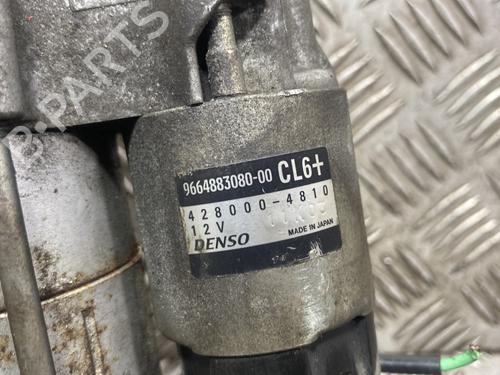 B-PARTS
9664883080-00 CL6+
428000-4810
12V
DENSO MADE IN JAPAN